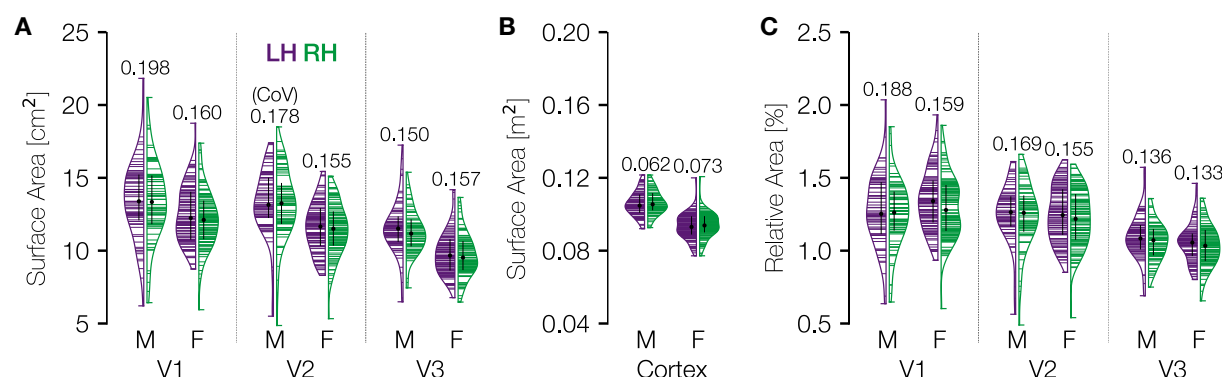 A
Surface Area [cm²]
25
20
15
10
5
LH RH
(CoV)
0.198
0.160
0.178
0.155
0.150
0.157
M F M F M F
V1 V2 V3
B
Surface Area [m²]
0.20
0.16
0.12
0.08
0.04
0.062
0.073
M F
Cortex
C
Relative Area [%]
2.5
2.0
1.5
1.0
0.5
0.188
0.159
0.169
0.155
0.136
0.133
M F M F M F
V1 V2 V3